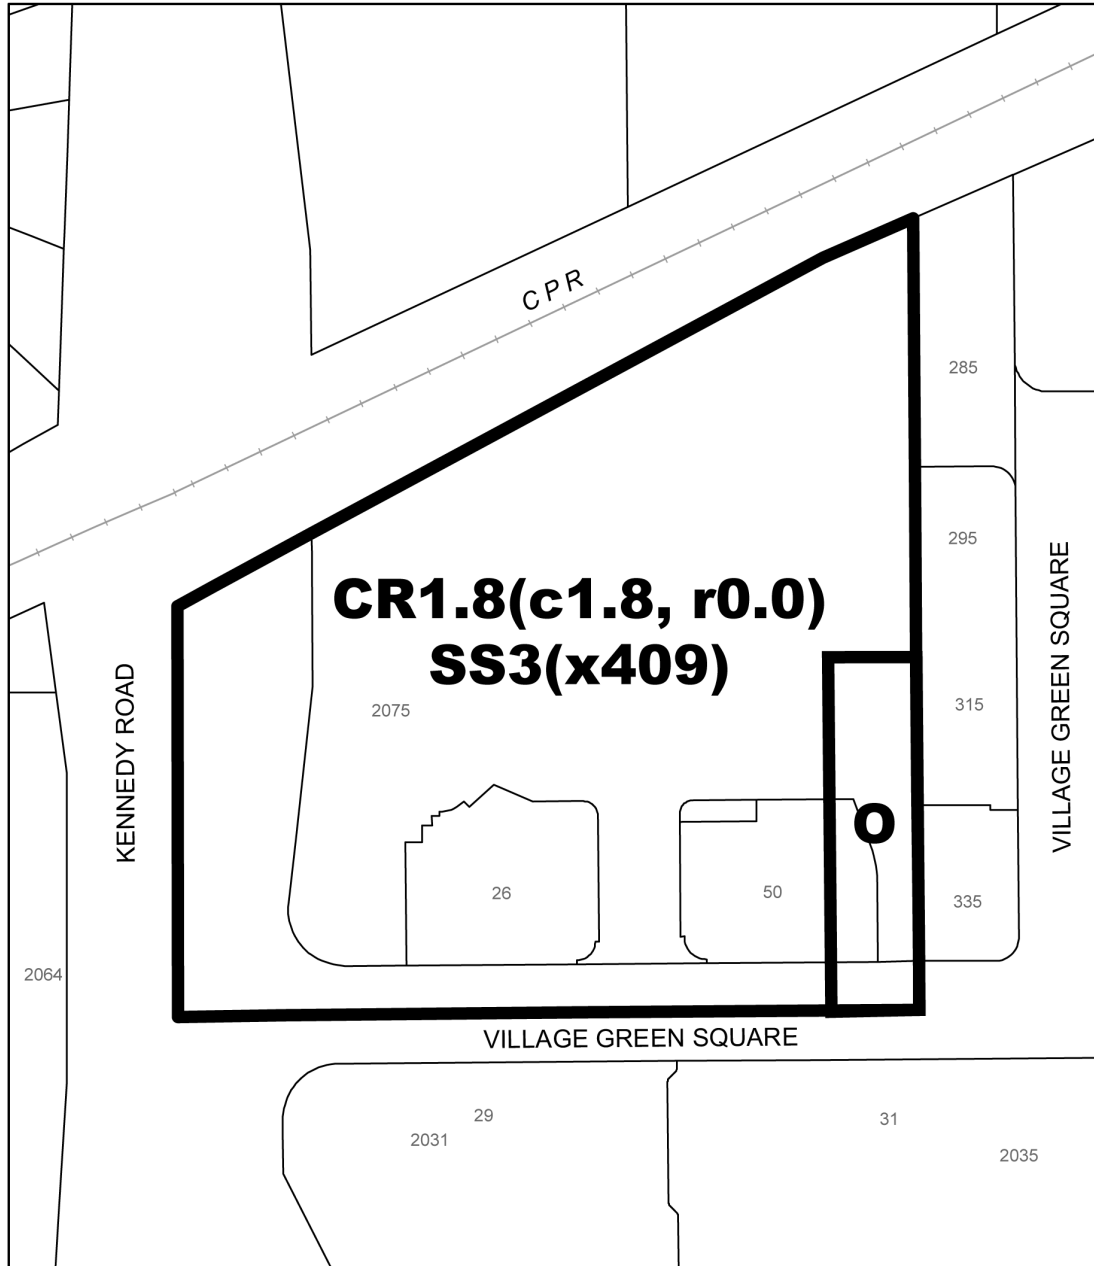 CPR
285
295
CR1.8(c1.8, r0.0)
SS3(x409)
KENNEDY ROAD
VILLAGE GREEN SQUARE
2075
315
O
26
50
335
2064
VILLAGE GREEN SQUARE
29
2031
31
2035